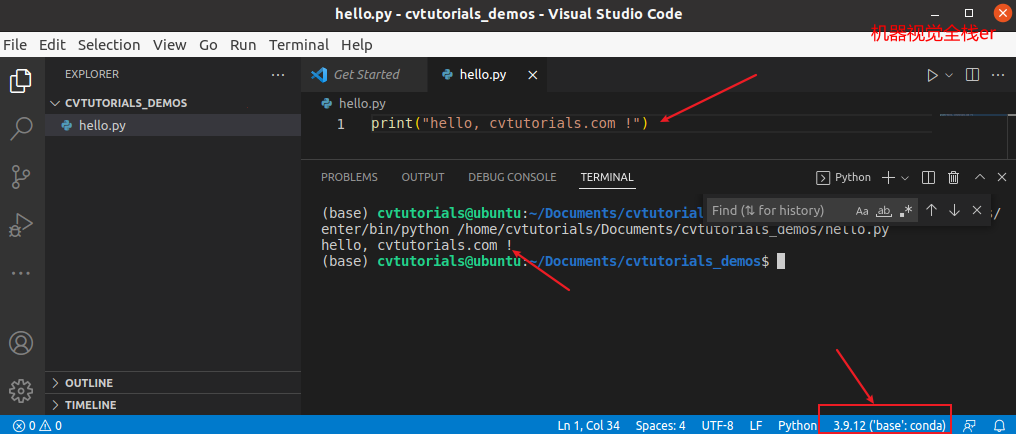 hello.py - cvtutorials_demos - Visual Studio Code
机器视觉全栈er
File Edit Selection View Go Run Terminal Help
EXPLORER
Get Started
hello.py
CVTUTORIALS_DEMOS
hello.py
hello.py
1 print("hello, cvtutorials.com !")
PROBLEMS OUTPUT DEBUG CONSOLE TERMINAL
Python
(base) cvtutorials@ubuntu:~/Documents/cvtutorial
s/
Find (⇅ for history)
Aa ab, .*
enter/bin/python /home/cvtutorials/Documents/cvtutorials_demos/hello.py
hello, cvtutorials.com !
(base) cvtutorials@ubuntu:~/Documents/cvtutorials_demos$
OUTLINE
TIMELINE
0 0 Ln 1, Col 34 Spaces: 4 UTF-8 LF Python 3.9.12 ('base': conda)